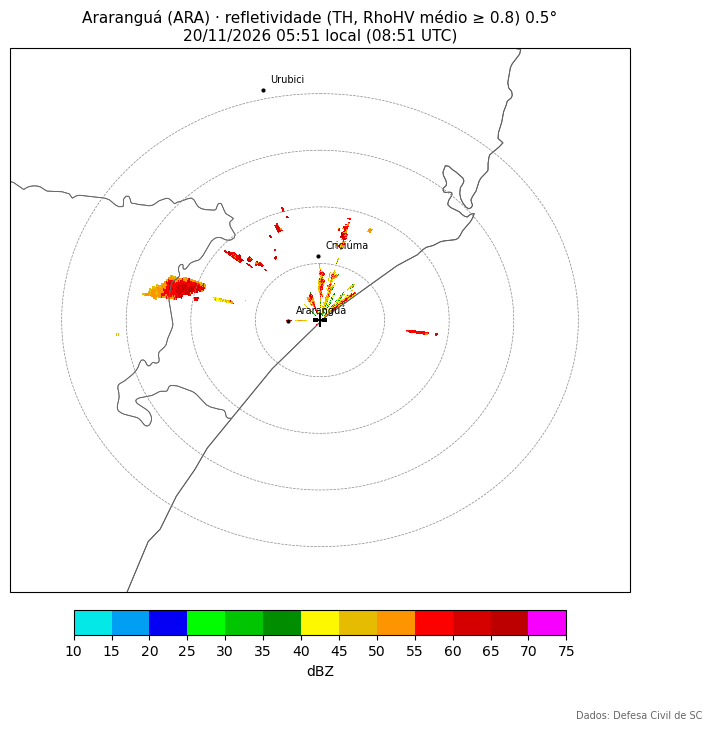 Araranguá (ARA) · refletividade (TH, RhoHV médio ≥ 0.8) 0.5°
20/11/2026 05:51 local (08:51 UTC)
Urubici
Criciúma
Araranguá
10 15 20 25 30 35 40 45 50 55 60 65 70 75
dBZ
Dados: Defesa Civil de SC